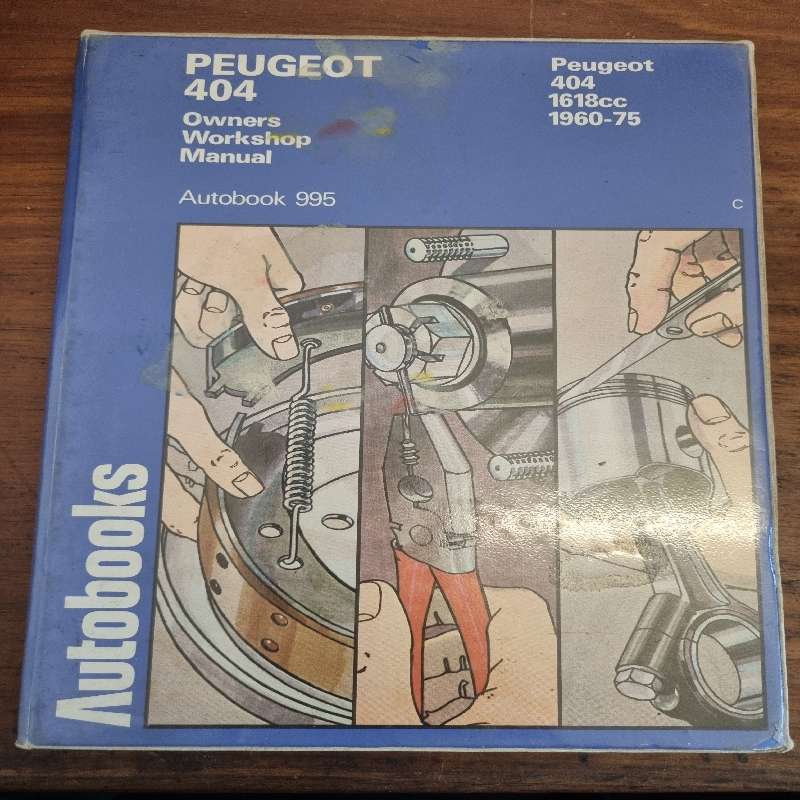 PEUGEOT
404
Owners
Workshop
Manual
Autobook 995
Peugeot
404
1618cc
1960-75
C
Autobooks